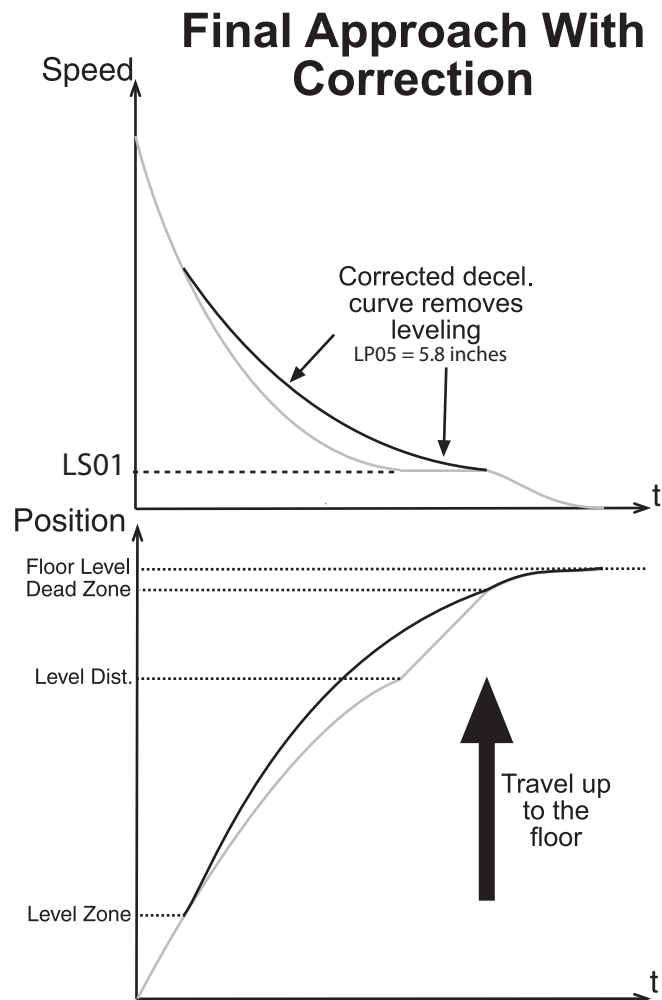 Final Approach With
Correction
Speed
Corrected decel.
curve removes
leveling
LP05 = 5.8 inches
LS01
t
Position
Floor Level
Dead Zone
Level Dist.
Travel up
to the
floor
Level Zone
t